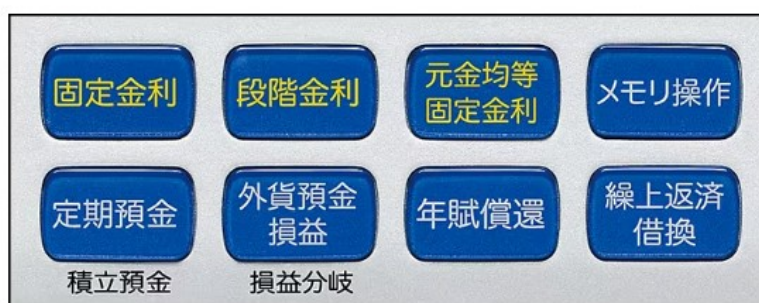 固定金利
段階金利
元金均等
固定金利
メモリ操作
定期預金
外貨預金
損益
年賦償還
繰上返済
借換
積立預金
損益分岐